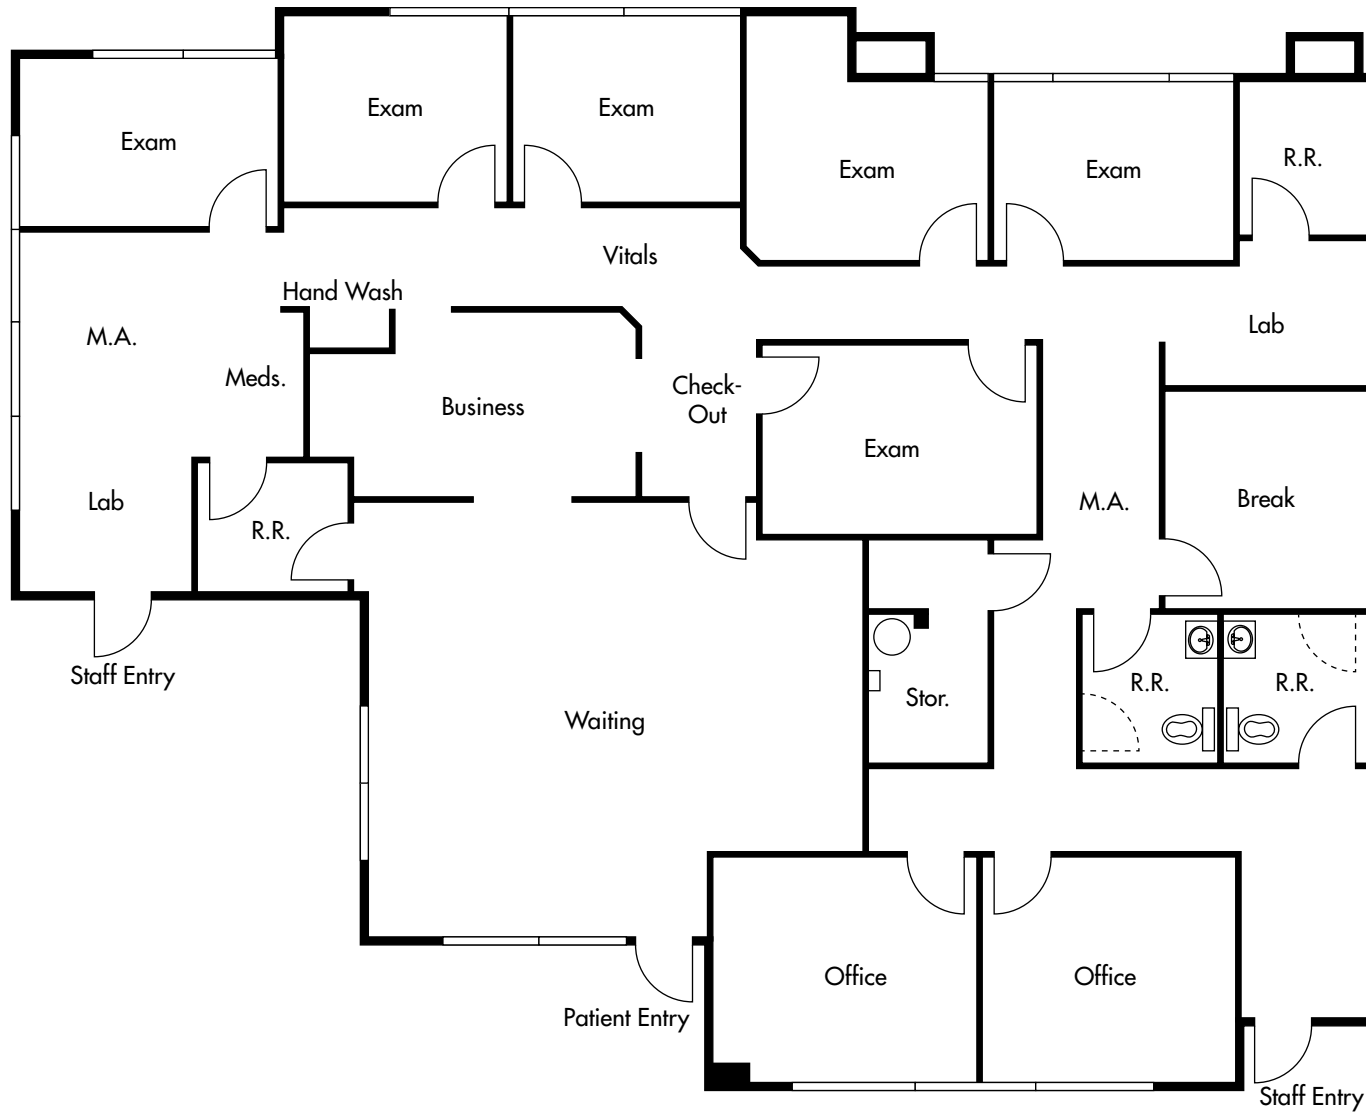 Exam
Exam
Exam
Exam
Exam
R.R.
Vitals
Hand Wash
M.A.
Lab
Meds.
Check-
Out
Business
Exam
Lab
R.R.
M.A.
Break
Staff Entry
Waiting
Stor.
R.R.
R.R.
Office
Office
Patient Entry
Staff Entry